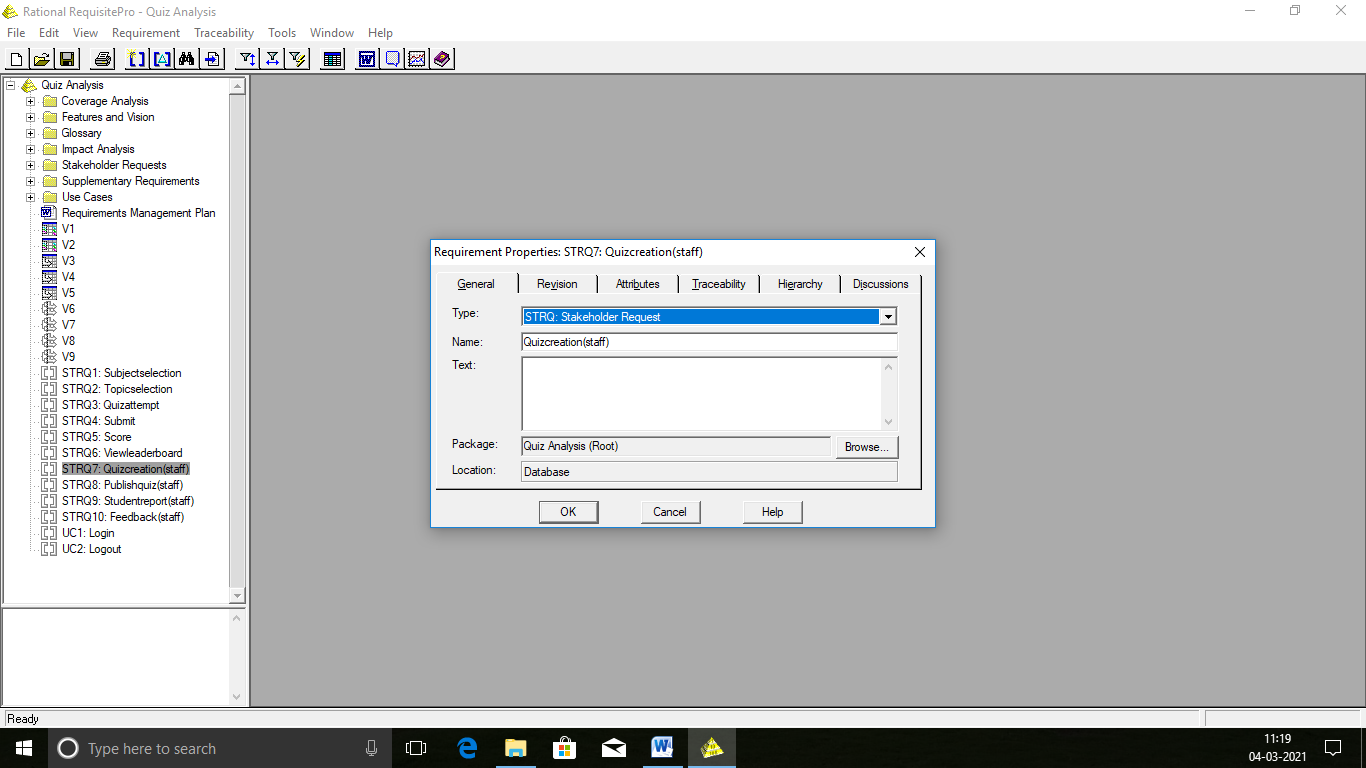 Rational RequisitePro - Quiz Analysis
File Edit View Requirement Traceability Tools Window Help
Quiz Analysis
Coverage Analysis
Features and Vision
Glossary
Impact Analysis
Stakeholder Requests
Supplementary Requirements
Use Cases
Requirements Management Plan
V1
V2
V3
V4
V5
V6
V7
V8
V9
STRQ1: Subjectselection
STRQ2: Topicselection
STRQ3: Quizattempt
STRQ4: Submit
STRQ5: Score
STRQ6: Viewleaderboard
STRQ7: Quizcreation(staff)
STRQ8: Publishquiz(staff)
STRQ9: Studentreport(staff)
STRQ10: Feedback(staff)
UC1: Login
UC2: Logout
Requirement Properties: STRQ7: Quizcreation(staff)
General Revision Attributes Traceability Hierarchy Discussions
Type: STRQ: Stakeholder Request
Name: Quizcreation(staff)
Text:
Package: Quiz Analysis (Root) Browse...
Location: Database
OK Cancel Help
Ready
Type here to search
11:19
04-03-2021